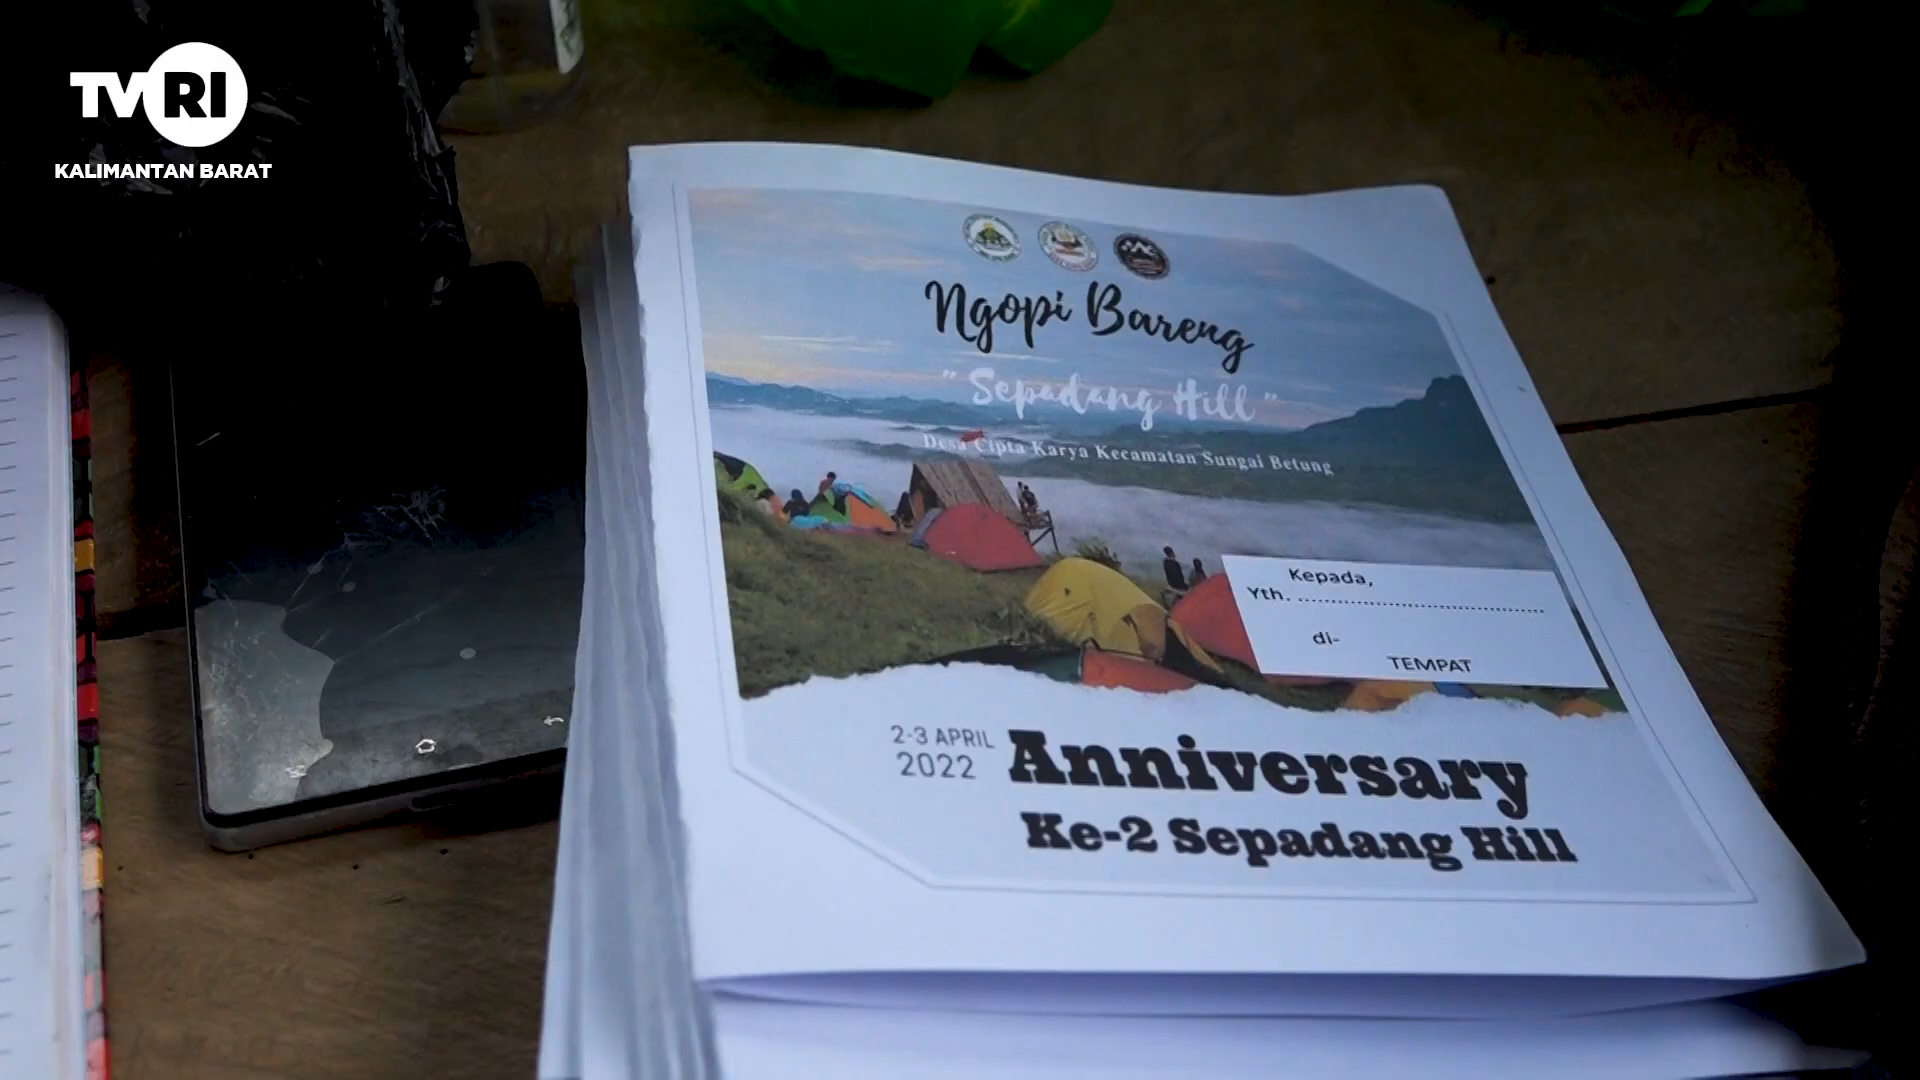 TVRI
KALIMANTAN BARAT
Ngopi Bareng
"Sepadang Hill"
Desa Cipta Karya Kecamatan Sungai Betung
Kepada,
Yth. ......................................
di-
TEMPAT
2-3 APRIL
2022
Anniversary
Ke-2 Sepadang Hill